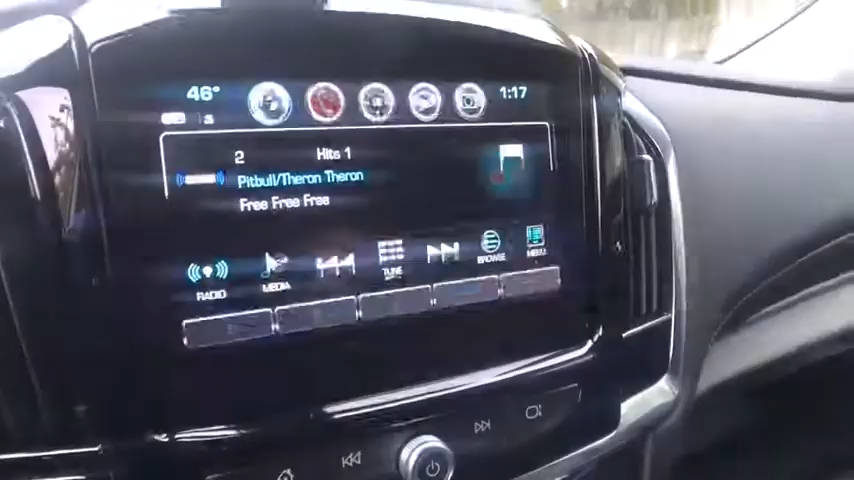 46° 1:17
2 Hits 1
Pitbull/Theron Theron
Free Free Free
RADIO MEDIA TUNE BROWSE MENU